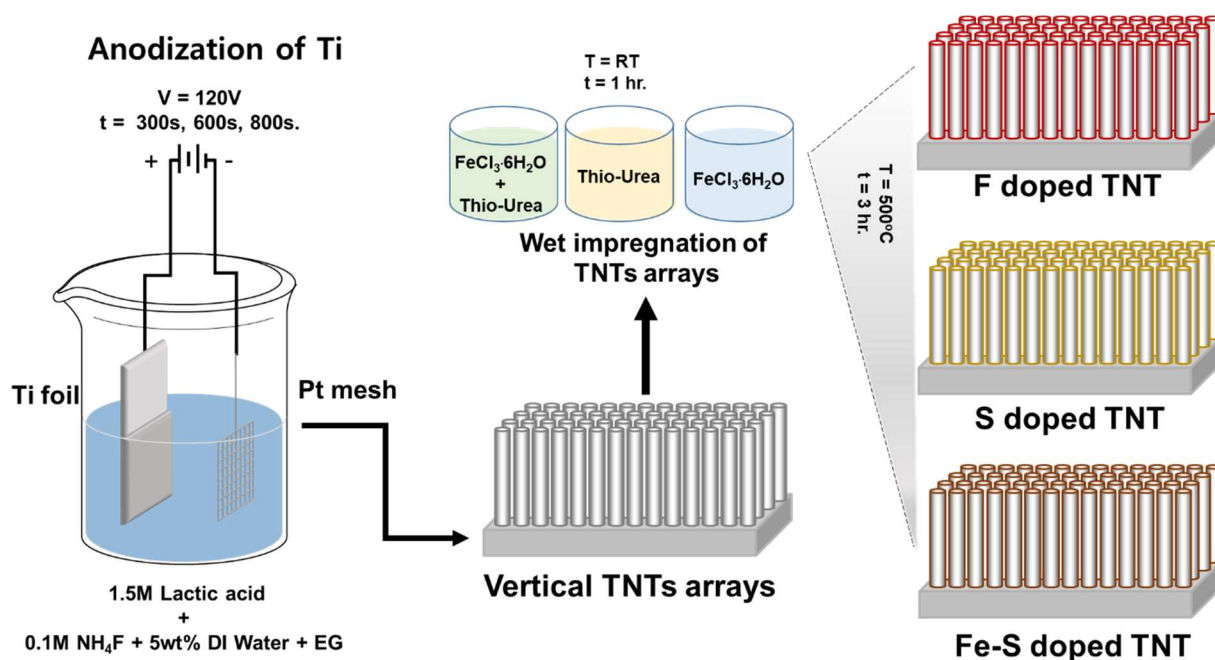 Anodization of Ti
V = 120V
t = 300s, 600s, 800s.
+ -
Ti foil
Pt mesh
1.5M Lactic acid
+
0.1M NH₄F + 5wt% DI Water + EG
Vertical TNTs arrays
T = RT
t = 1 hr.
FeCl₃·6H₂O
+
Thio-Urea
Thio-Urea
FeCl₃·6H₂O
Wet impregnation of
TNTs arrays
T = 500⁰C
t = 3 hr.
F doped TNT
S doped TNT
Fe-S doped TNT